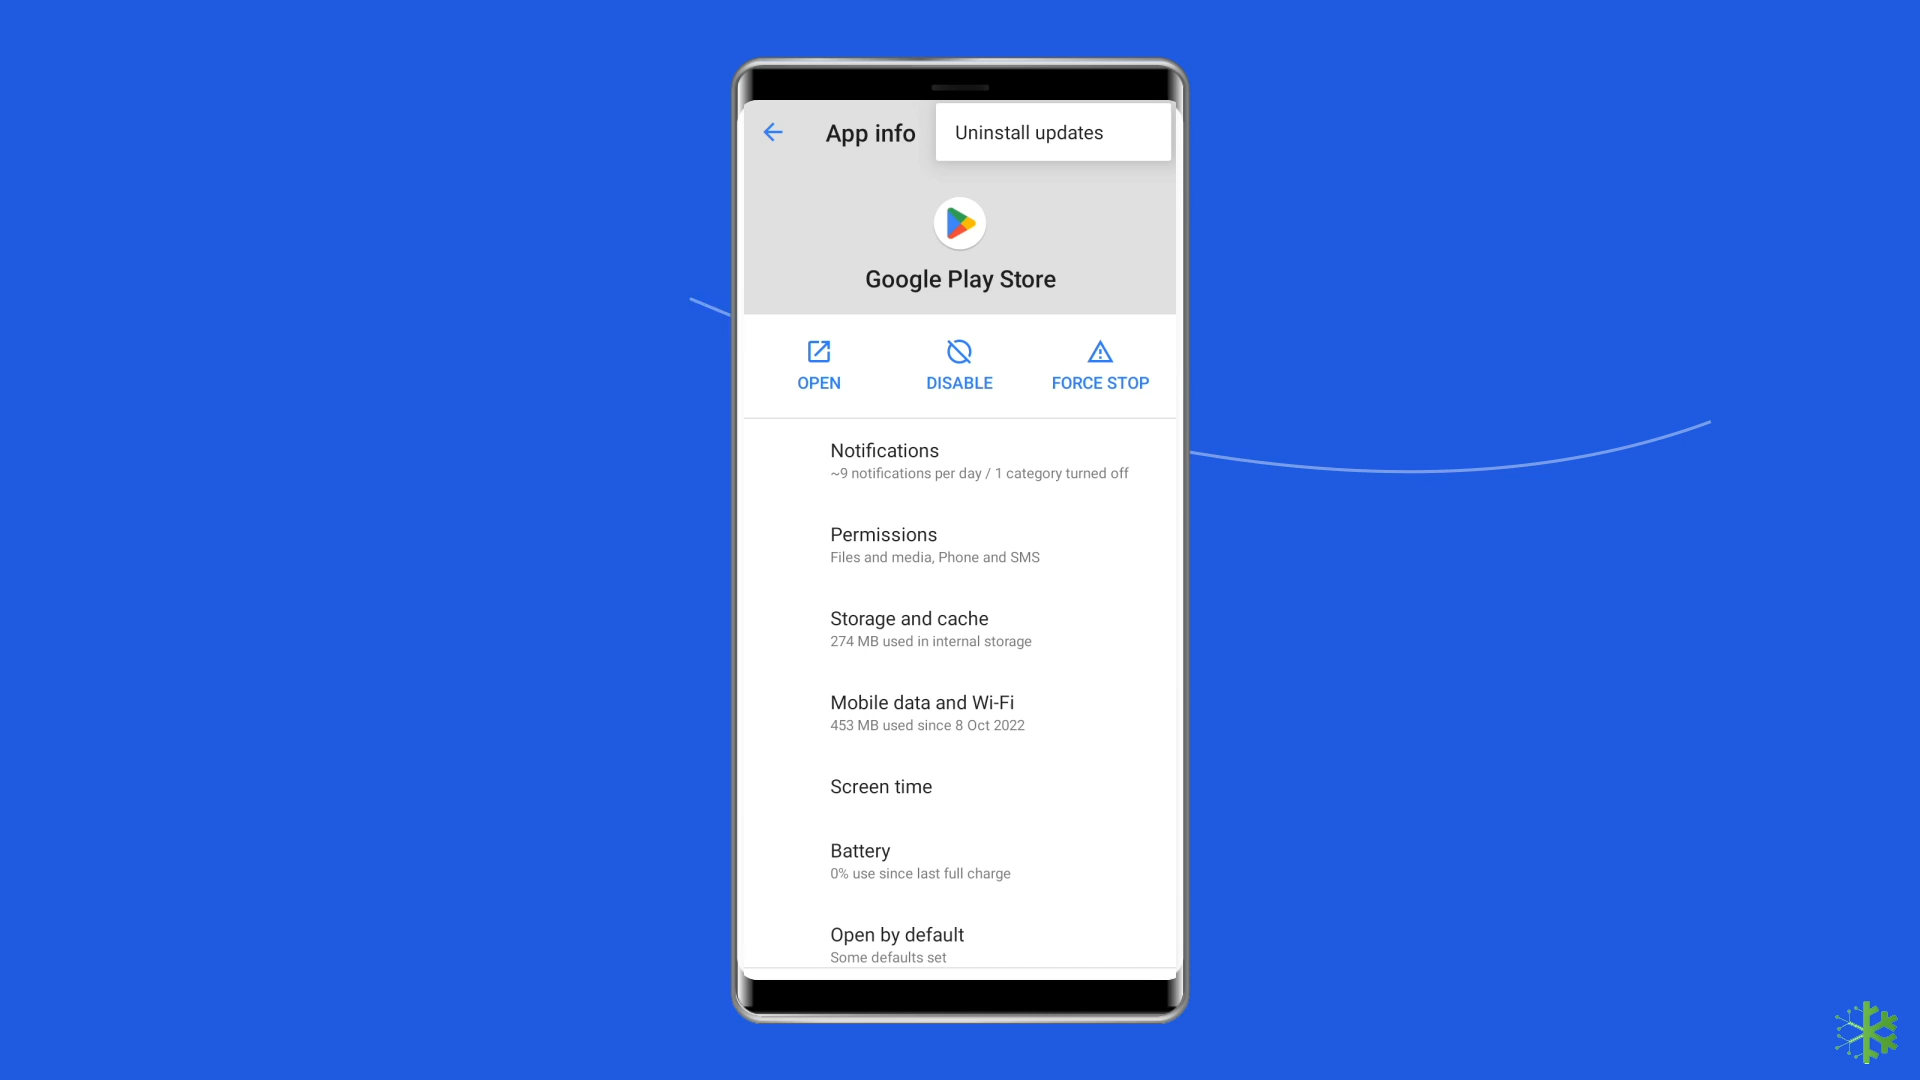 App info
Uninstall updates
Google Play Store
OPEN
DISABLE
FORCE STOP
Notifications
~9 notifications per day / 1 category turned off
Permissions
Files and media, Phone and SMS
Storage and cache
274 MB used in internal storage
Mobile data and Wi-Fi
453 MB used since 8 Oct 2022
Screen time
Battery
0% use since last full charge
Open by default
Some defaults set